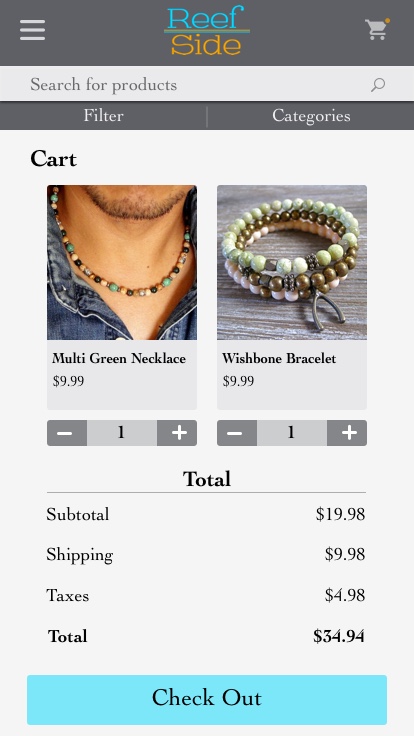 Reef
Side
Search for products
Filter Categories
Cart
Multi Green Necklace
$9.99
Wishbone Bracelet
$9.99
1 1
Total
Subtotal $19.98
Shipping $9.98
Taxes $4.98
Total $34.94
Check Out